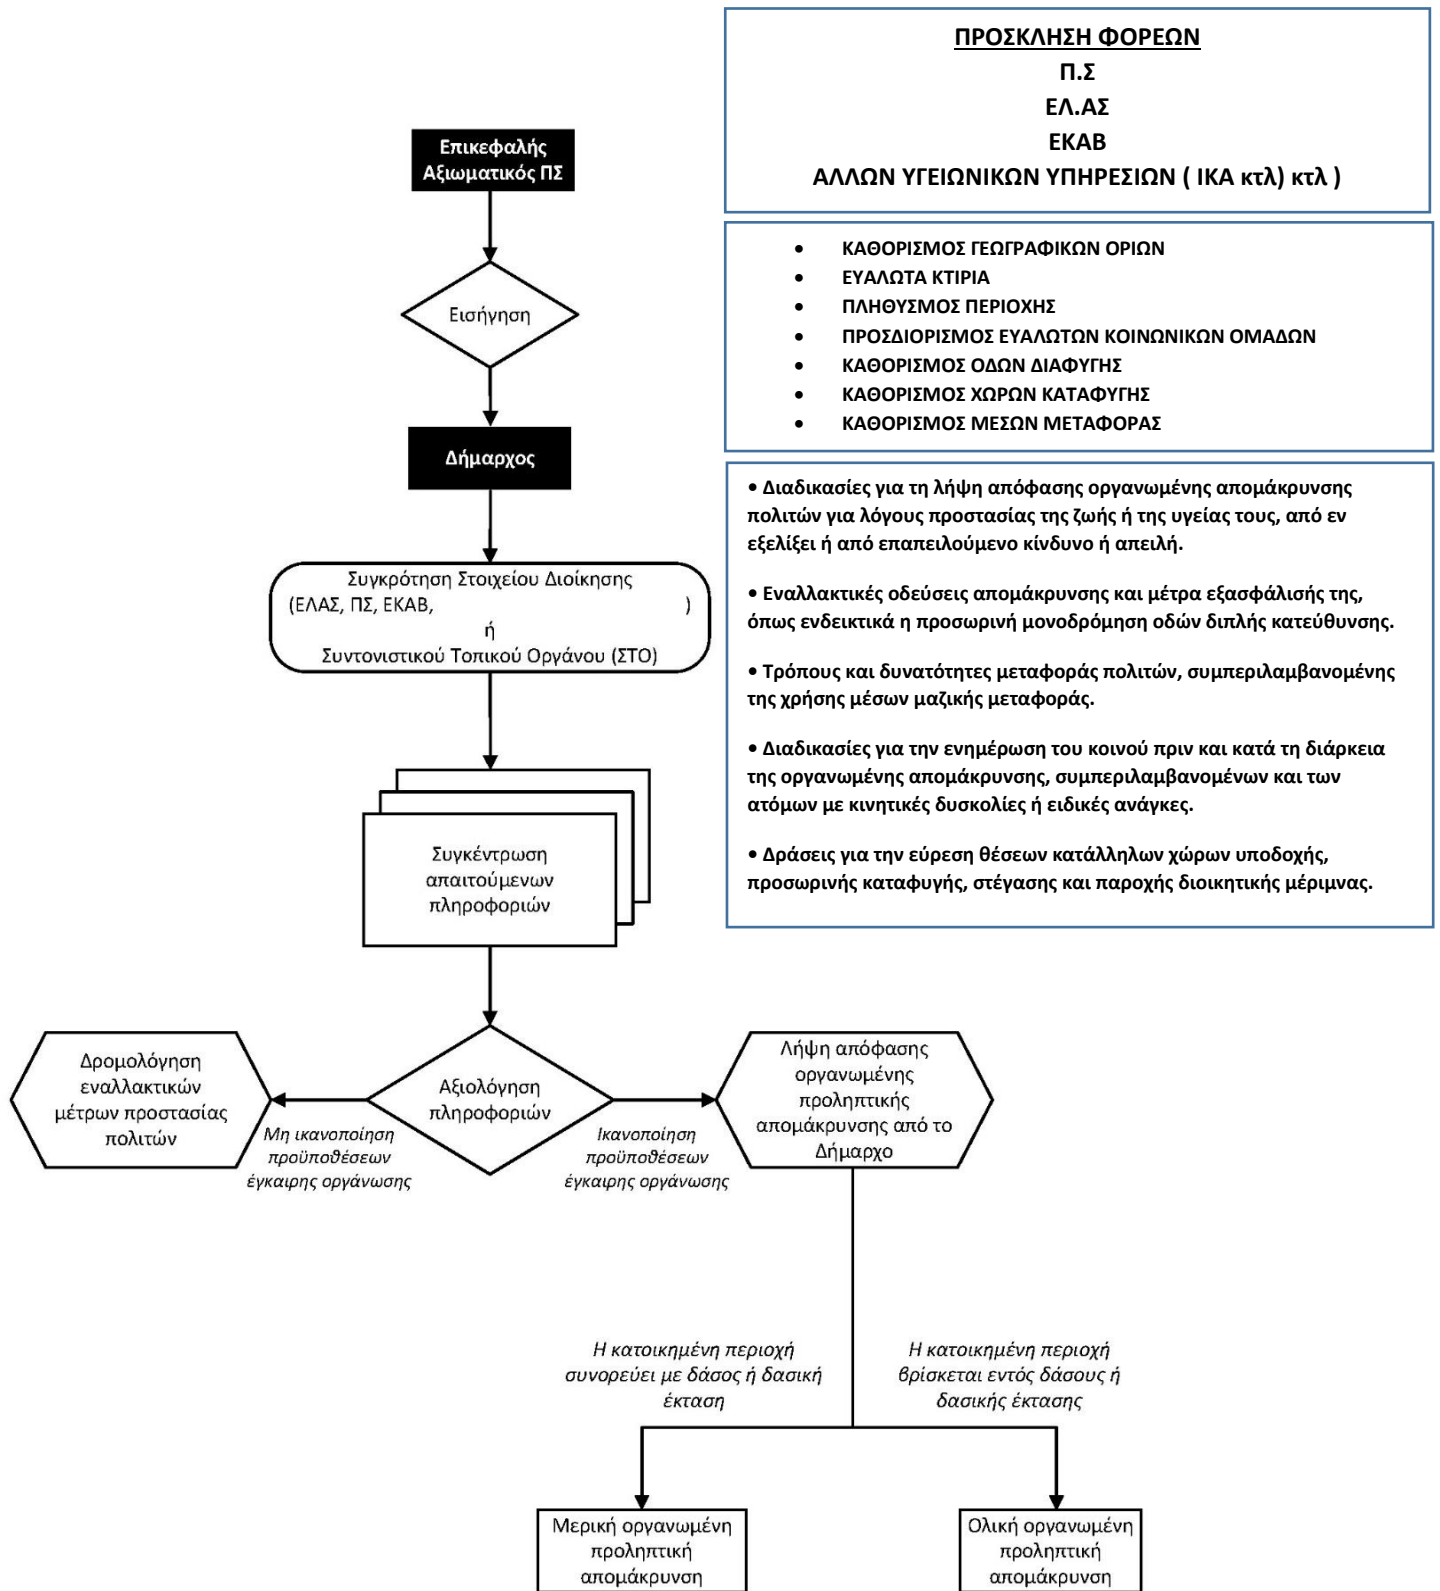 ΠΡΟΣΚΛΗΣΗ ΦΟΡΕΩΝ
Π.Σ
ΕΛ.ΑΣ
ΕΚΑΒ
ΑΛΛΩΝ ΥΓΕΙΩΝΙΚΩΝ ΥΠΗΡΕΣΙΩΝ ( ΙΚΑ κτλ) κτλ )
• ΚΑΘΟΡΙΣΜΟΣ ΓΕΩΓΡΑΦΙΚΩΝ ΟΡΙΩΝ
• ΕΥΑΛΩΤΑ ΚΤΙΡΙΑ
• ΠΛΗΘΥΣΜΟΣ ΠΕΡΙΟΧΗΣ
• ΠΡΟΣΔΙΟΡΙΣΜΟΣ ΕΥΑΛΩΤΩΝ ΚΟΙΝΩΝΙΚΩΝ ΟΜΑΔΩΝ
• ΚΑΘΟΡΙΣΜΟΣ ΟΔΩΝ ΔΙΑΦΥΓΗΣ
• ΚΑΘΟΡΙΣΜΟΣ ΧΩΡΩΝ ΚΑΤΑΦΥΓΗΣ
• ΚΑΘΟΡΙΣΜΟΣ ΜΕΣΩΝ ΜΕΤΑΦΟΡΑΣ
• Διαδικασίες για τη λήψη απόφασης οργανωμένης απομάκρυνσης
πολιτών για λόγους προστασίας της ζωής ή της υγείας τους, από εν
εξελίξει ή από επαπειλούμενο κίνδυνο ή απειλή.
• Εναλλακτικές οδεύσεις απομάκρυνσης και μέτρα εξασφάλισής της,
όπως ενδεικτικά η προσωρινή μονοδρόμηση οδών διπλής κατεύθυνσης.
• Τρόπους και δυνατότητες μεταφοράς πολιτών, συμπεριλαμβανομένης
της χρήσης μέσων μαζικής μεταφοράς.
• Διαδικασίες για την ενημέρωση του κοινού πριν και κατά τη διάρκεια
της οργανωμένης απομάκρυνσης, συμπεριλαμβανομένων και των
ατόμων με κινητικές δυσκολίες ή ειδικές ανάγκες.
• Δράσεις για την εύρεση θέσεων κατάλληλων χώρων υποδοχής,
προσωρινής καταφυγής, στέγασης και παροχής διοικητικής μέριμνας.
Επικεφαλής
Αξιωματικός ΠΣ
Εισήγηση
Δήμαρχος
Συγκρότηση Στοιχείου Διοίκησης
(ΕΛΑΣ, ΠΣ, ΕΚΑΒ, )
ή
Συντονιστικού Τοπικού Οργάνου (ΣΤΟ)
Συγκέντρωση
απαιτούμενων
πληροφοριών
Αξιολόγηση
πληροφοριών
Δρομολόγηση
εναλλακτικών
μέτρων προστασίας
πολιτών
Μη ικανοποίηση
προϋποθέσεων
έγκαιρης οργάνωσης
Ικανοποίηση
προϋποθέσεων
έγκαιρης οργάνωσης
Λήψη απόφασης
οργανωμένης
προληπτικής
απομάκρυνσης από το
Δήμαρχο
Η κατοικημένη περιοχή
συνορεύει με δάσος ή δασική
έκταση
Η κατοικημένη περιοχή
βρίσκεται εντός δάσους ή
δασικής έκτασης
Μερική οργανωμένη
προληπτική
απομάκρυνση
Ολική οργανωμένη
προληπτική
απομάκρυνση